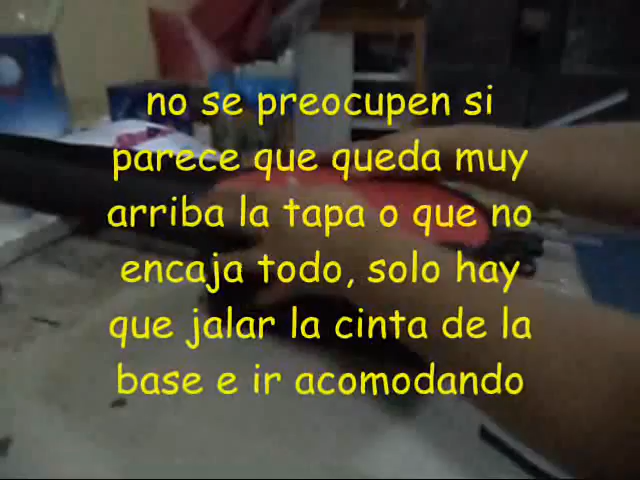 no se preocupen si
parece que queda muy
arriba la tapa o que no
encaja todo, solo hay
que jalar la cinta de la
base e ir acomodando